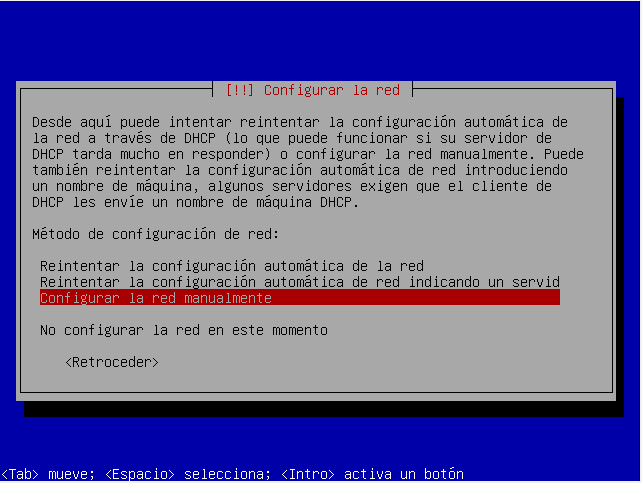 [!!] Configurar la red
Desde aquí puede intentar reintentar la configuración automática de
la red a través de DHCP (lo que puede funcionar si su servidor de
DHCP tarda mucho en responder) o configurar la red manualmente. Puede
también reintentar la configuración automática de red introduciendo
un nombre de máquina, algunos servidores exigen que el cliente de
DHCP les envíe un nombre de máquina DHCP.
Método de configuración de red:
Reintentar la configuración automática de la red
Reintentar la configuración automática de red indicando un servid
Configurar la red manualmente
No configurar la red en este momento
<Retroceder>
<Tab> mueve; <Espacio> selecciona; <Intro> activa un botón